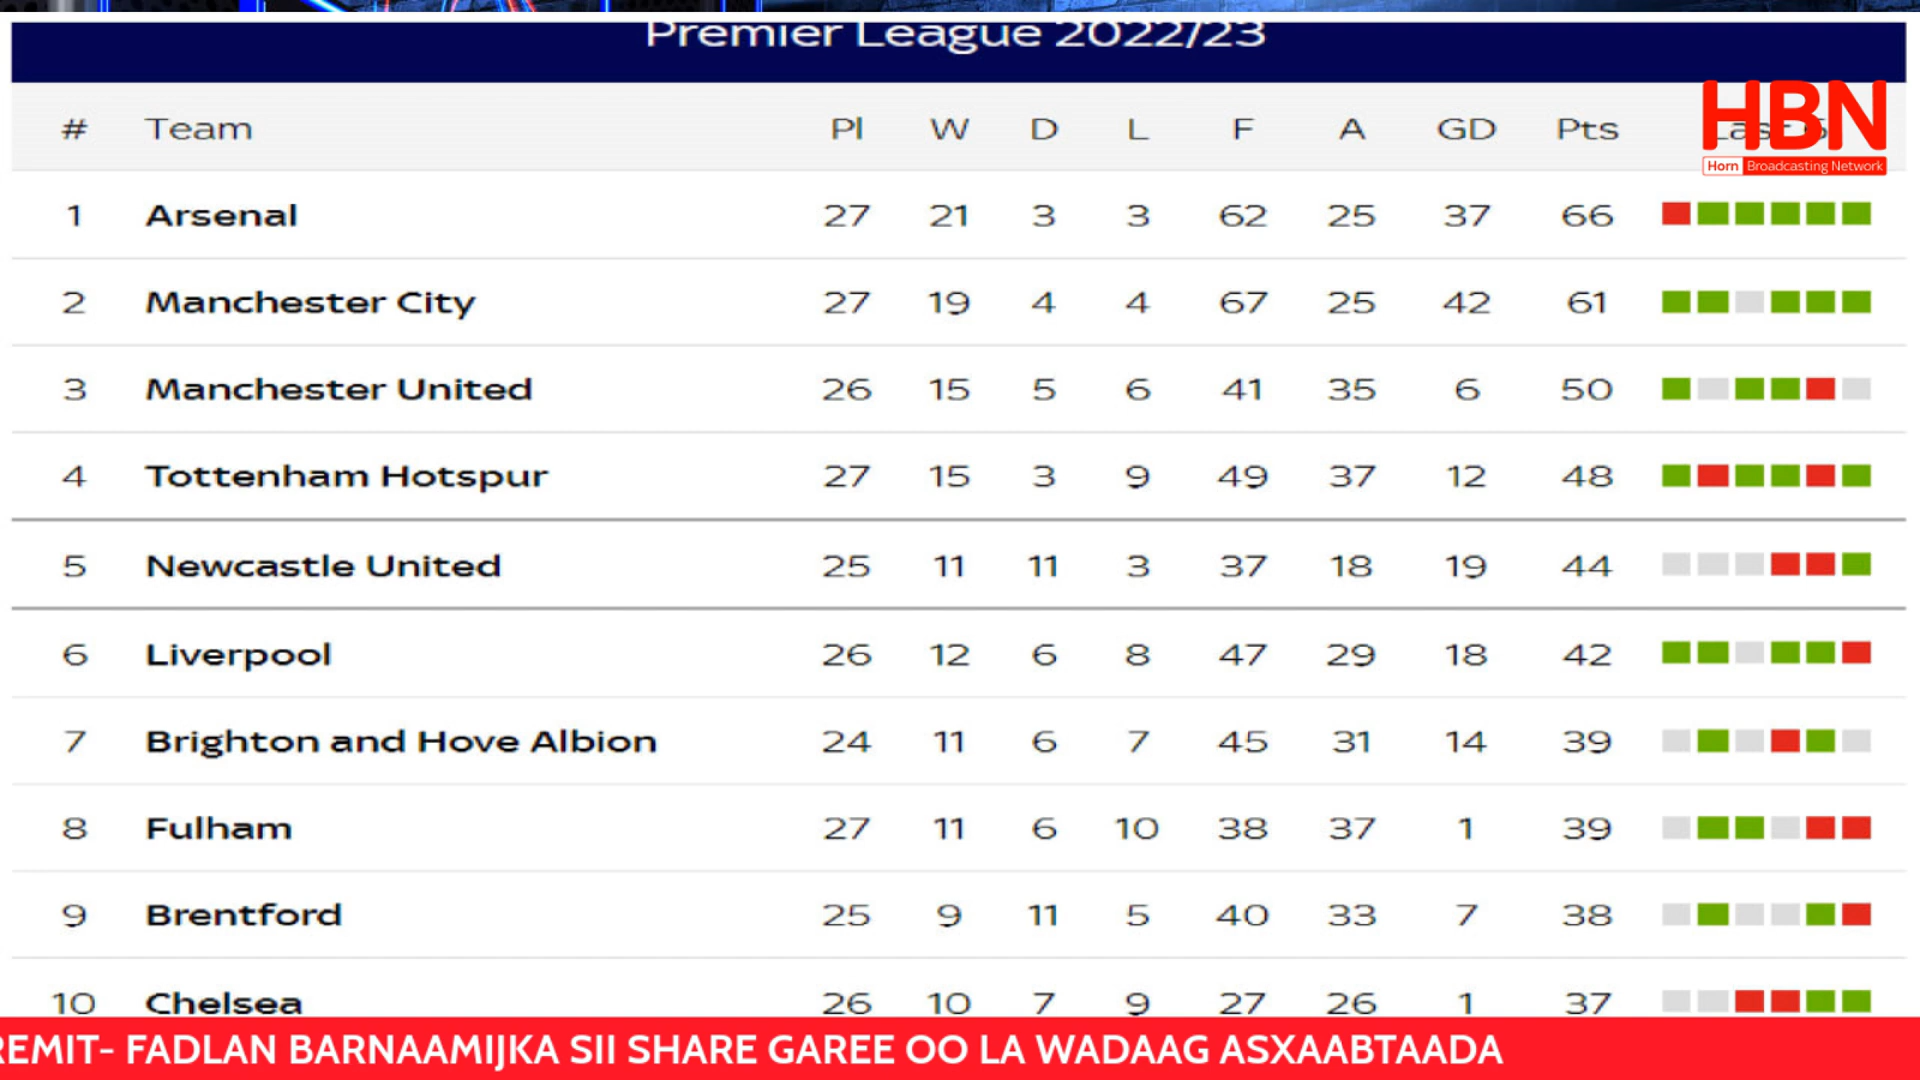 Premier League 2022/23
# Team Pl W D L F A GD Pts
HBN
Horn Broadcasting Network
1 Arsenal 27 21 3 3 62 25 37 66
2 Manchester City 27 19 4 4 67 25 42 61
3 Manchester United 26 15 5 6 41 35 6 50
4 Tottenham Hotspur 27 15 3 9 49 37 12 48
5 Newcastle United 25 11 11 3 37 18 19 44
6 Liverpool 26 12 6 8 47 29 18 42
7 Brighton and Hove Albion 24 11 6 7 45 31 14 39
8 Fulham 27 11 6 10 38 37 1 39
9 Brentford 25 9 11 5 40 33 7 38
10 Chelsea 26 10 7 9 27 26 1 37
REMIT- FADLAN BARNAAMIJKA SII SHARE GAREE OO LA WADAAG ASXAABTAADA